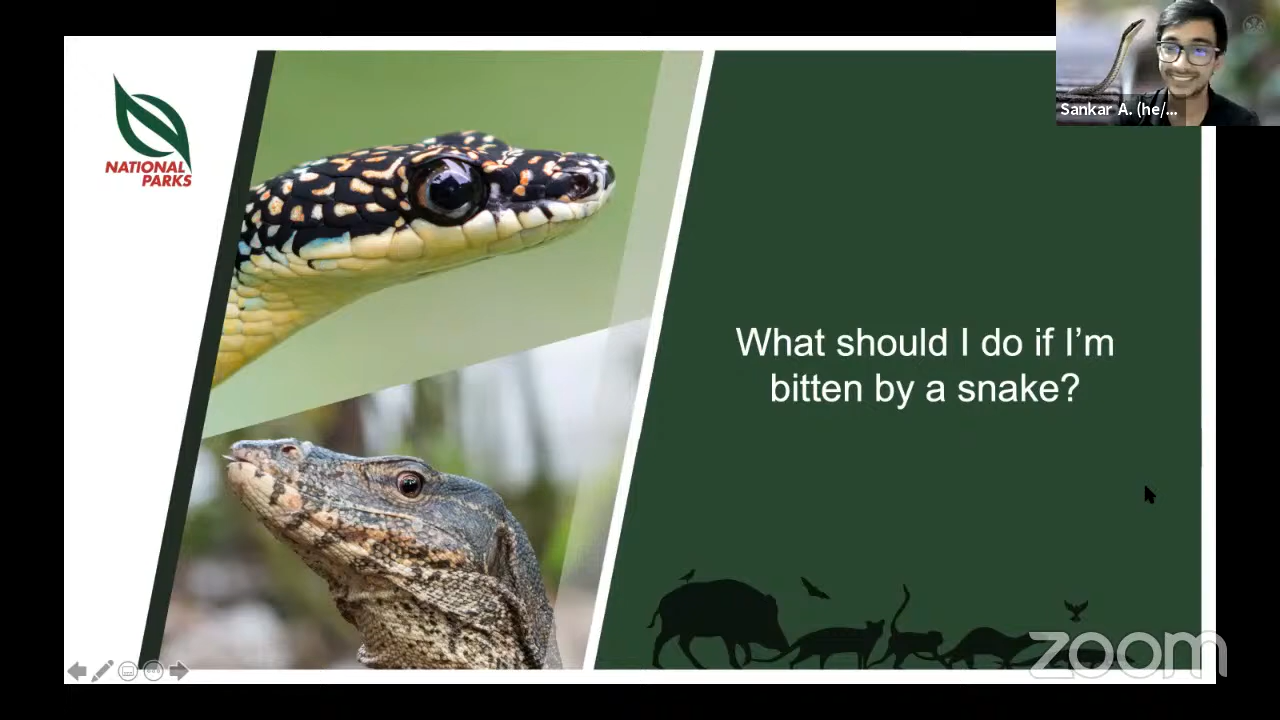 NATIONAL
PARKS
Sankar A. (he/...
What should I do if I'm
bitten by a snake?
zoom